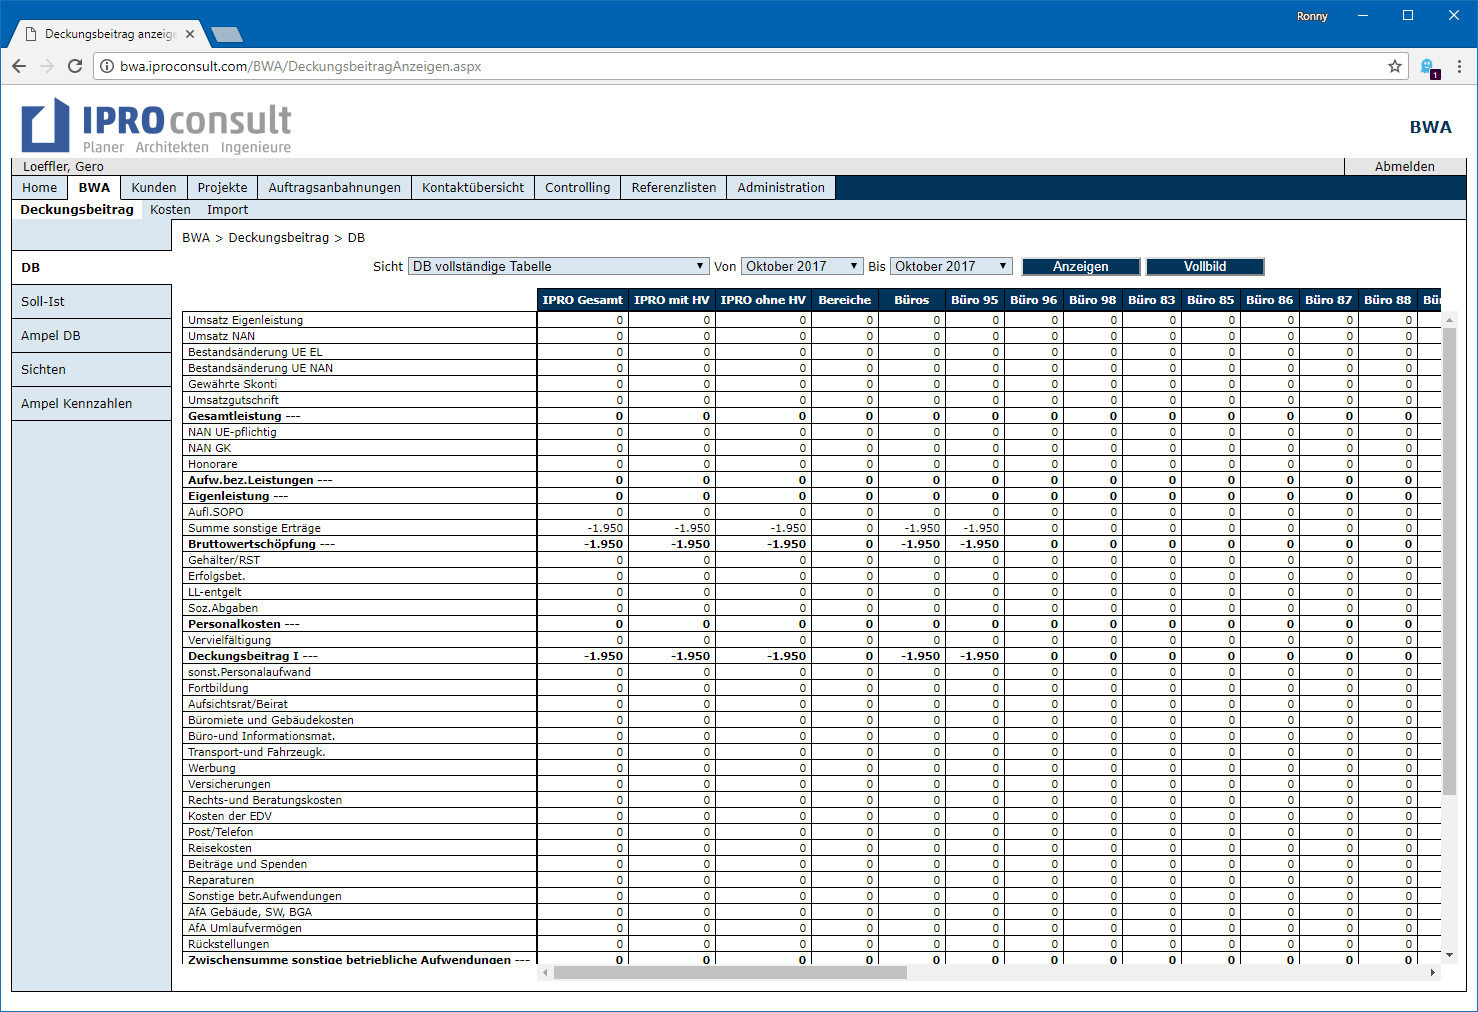 Ronny
Deckungsbeitrag anzeige
bwa.iproconsult.com/BWA/DeckungsbeitragAnzeigen.aspx
1
IPROconsult
Planer Architekten Ingenieure
BWA
Loeffler, Gero Abmelden
Home BWA Kunden Projekte Auftragsanbahnungen Kontaktübersicht Controlling Referenzlisten Administration
Deckungsbeitrag Kosten Import
BWA > Deckungsbeitrag > DB
DB
Soll-Ist
Ampel DB
Sichten
Ampel Kennzahlen
Sicht DB vollständige Tabelle Von Oktober 2017 Bis Oktober 2017 Anzeigen Vollbild
IPRO Gesamt IPRO mit HV IPRO ohne HV Bereiche Büros Büro 95 Büro 96 Büro 98 Büro 83 Büro 85 Büro 86 Büro 87 Büro 88 Bür
Umsatz Eigenleistung 0 0 0 0 0 0 0 0 0 0 0 0 0
Umsatz NAN 0 0 0 0 0 0 0 0 0 0 0 0 0
Bestandsänderung UE EL 0 0 0 0 0 0 0 0 0 0 0 0 0
Bestandsänderung UE NAN 0 0 0 0 0 0 0 0 0 0 0 0 0
Gewährte Skonti 0 0 0 0 0 0 0 0 0 0 0 0 0
Umsatzgutschrift 0 0 0 0 0 0 0 0 0 0 0 0 0
Gesamtleistung --- 0 0 0 0 0 0 0 0 0 0 0 0 0
NAN UE-pflichtig 0 0 0 0 0 0 0 0 0 0 0 0 0
NAN GK 0 0 0 0 0 0 0 0 0 0 0 0 0
Honorare 0 0 0 0 0 0 0 0 0 0 0 0 0
Aufw.bez.Leistungen --- 0 0 0 0 0 0 0 0 0 0 0 0 0
Eigenleistung --- 0 0 0 0 0 0 0 0 0 0 0 0 0
Aufl.SOPO 0 0 0 0 0 0 0 0 0 0 0 0 0
Summe sonstige Erträge -1.950 -1.950 -1.950 0 -1.950 -1.950 0 0 0 0 0 0 0
Bruttowertschöpfung --- -1.950 -1.950 -1.950 0 -1.950 -1.950 0 0 0 0 0 0 0
Gehälter/RST 0 0 0 0 0 0 0 0 0 0 0 0 0
Erfolgsbet. 0 0 0 0 0 0 0 0 0 0 0 0 0
LL-entgelt 0 0 0 0 0 0 0 0 0 0 0 0 0
Soz.Abgaben 0 0 0 0 0 0 0 0 0 0 0 0 0
Personalkosten --- 0 0 0 0 0 0 0 0 0 0 0 0 0
Vervielfältigung 0 0 0 0 0 0 0 0 0 0 0 0 0
Deckungsbeitrag I --- -1.950 -1.950 -1.950 0 -1.950 -1.950 0 0 0 0 0 0 0
sonst.Personalaufwand 0 0 0 0 0 0 0 0 0 0 0 0 0
Fortbildung 0 0 0 0 0 0 0 0 0 0 0 0 0
Aufsichtsrat/Beirat 0 0 0 0 0 0 0 0 0 0 0 0 0
Büromiete und Gebäudekosten 0 0 0 0 0 0 0 0 0 0 0 0 0
Büro-und Informationsmat. 0 0 0 0 0 0 0 0 0 0 0 0 0
Transport-und Fahrzeugk. 0 0 0 0 0 0 0 0 0 0 0 0 0
Werbung 0 0 0 0 0 0 0 0 0 0 0 0 0
Versicherungen 0 0 0 0 0 0 0 0 0 0 0 0 0
Rechts-und Beratungskosten 0 0 0 0 0 0 0 0 0 0 0 0 0
Kosten der EDV 0 0 0 0 0 0 0 0 0 0 0 0 0
Post/Telefon 0 0 0 0 0 0 0 0 0 0 0 0 0
Reisekosten 0 0 0 0 0 0 0 0 0 0 0 0 0
Beiträge und Spenden 0 0 0 0 0 0 0 0 0 0 0 0 0
Reparaturen 0 0 0 0 0 0 0 0 0 0 0 0 0
Sonstige betr.Aufwendungen 0 0 0 0 0 0 0 0 0 0 0 0 0
AfA Gebäude, SW, BGA 0 0 0 0 0 0 0 0 0 0 0 0 0
AfA Umlaufvermögen 0 0 0 0 0 0 0 0 0 0 0 0 0
Rückstellungen 0 0 0 0 0 0 0 0 0 0 0 0 0
Zwischensumme sonstige betriebliche Aufwendungen --- 0 0 0 0 0 0 0 0 0 0 0 0 0